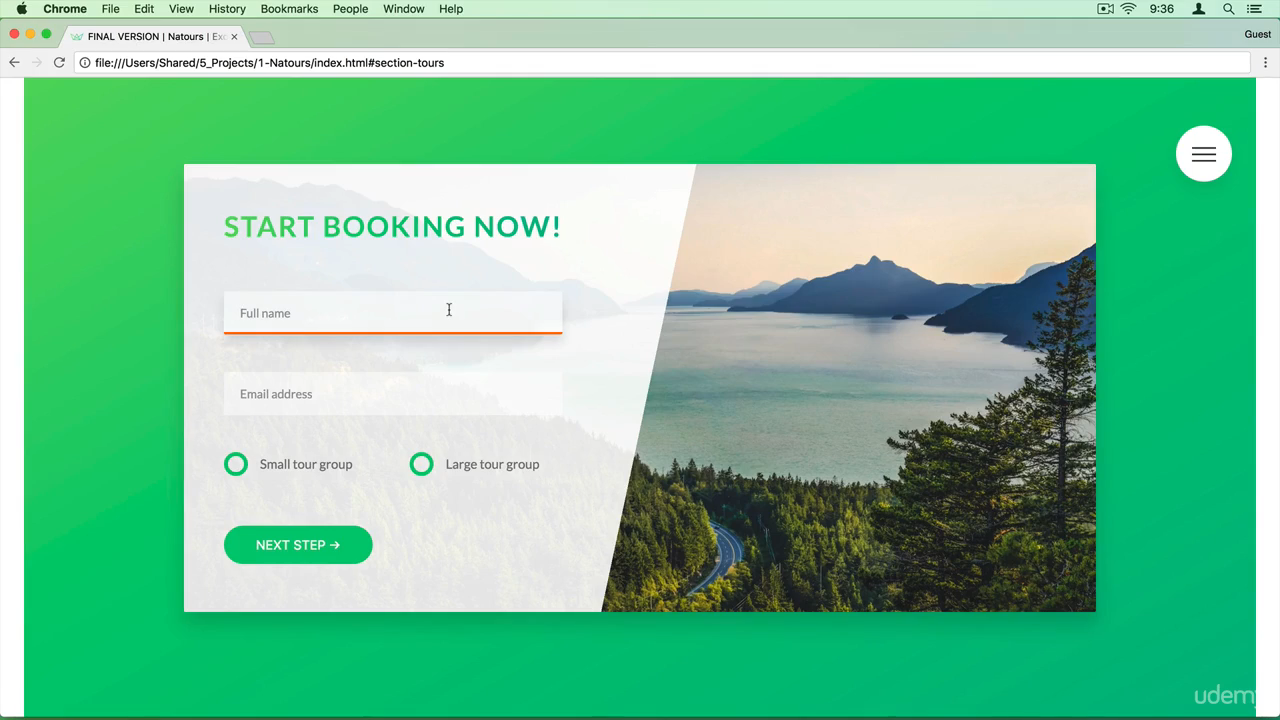 Chrome File Edit View History Bookmarks People Window Help 9:36
FINAL VERSION | Natours | Exc
Guest
file:///Users/Shared/5_Projects/1-Natours/index.html#section-tours
START BOOKING NOW!
Full name
Email address
Small tour group Large tour group
NEXT STEP →
udemy